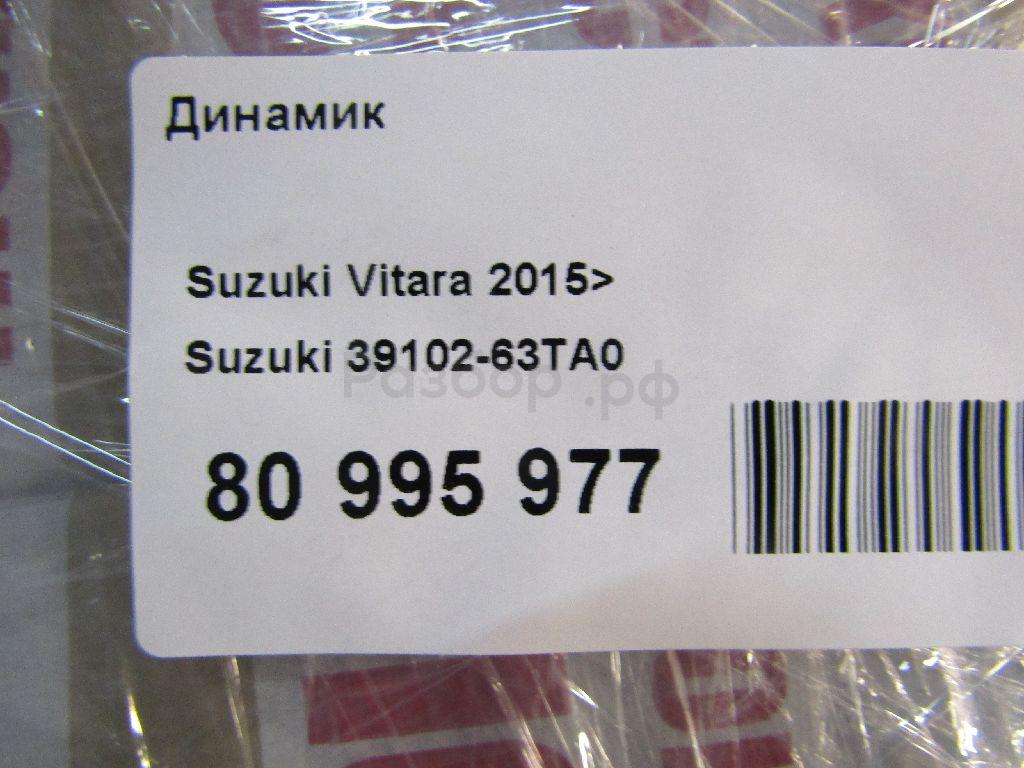 Динамик
Suzuki Vitara 2015>
Suzuki 39102-63TA0
Разбор.рф
80 995 977